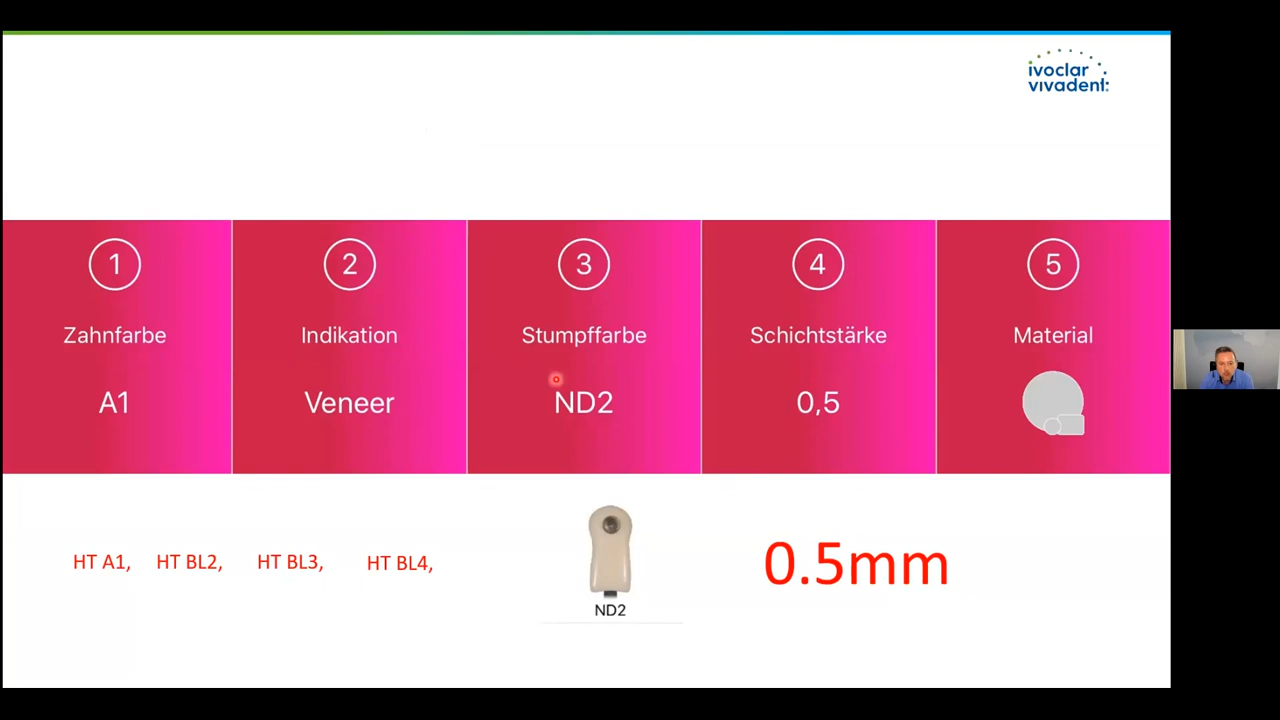 ivoclar
vivadent:
1
2
3
4
5
Zahnfarbe
Indikation
Stumpffarbe
Schichtstärke
Material
A1
Veneer
ND2
0,5
HT A1,
HT BL2,
HT BL3,
HT BL4,
0.5mm
ND2